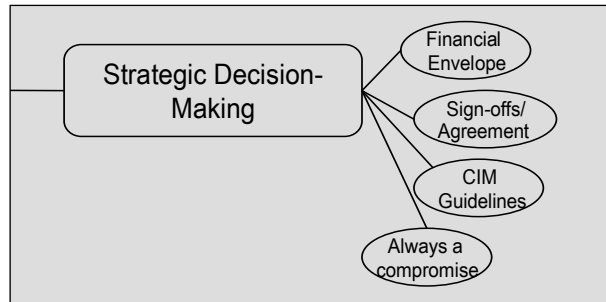 Strategic Decision-
Making
Financial
Envelope
Sign-offs/
Agreement
CIM
Guidelines
Always a
compromise